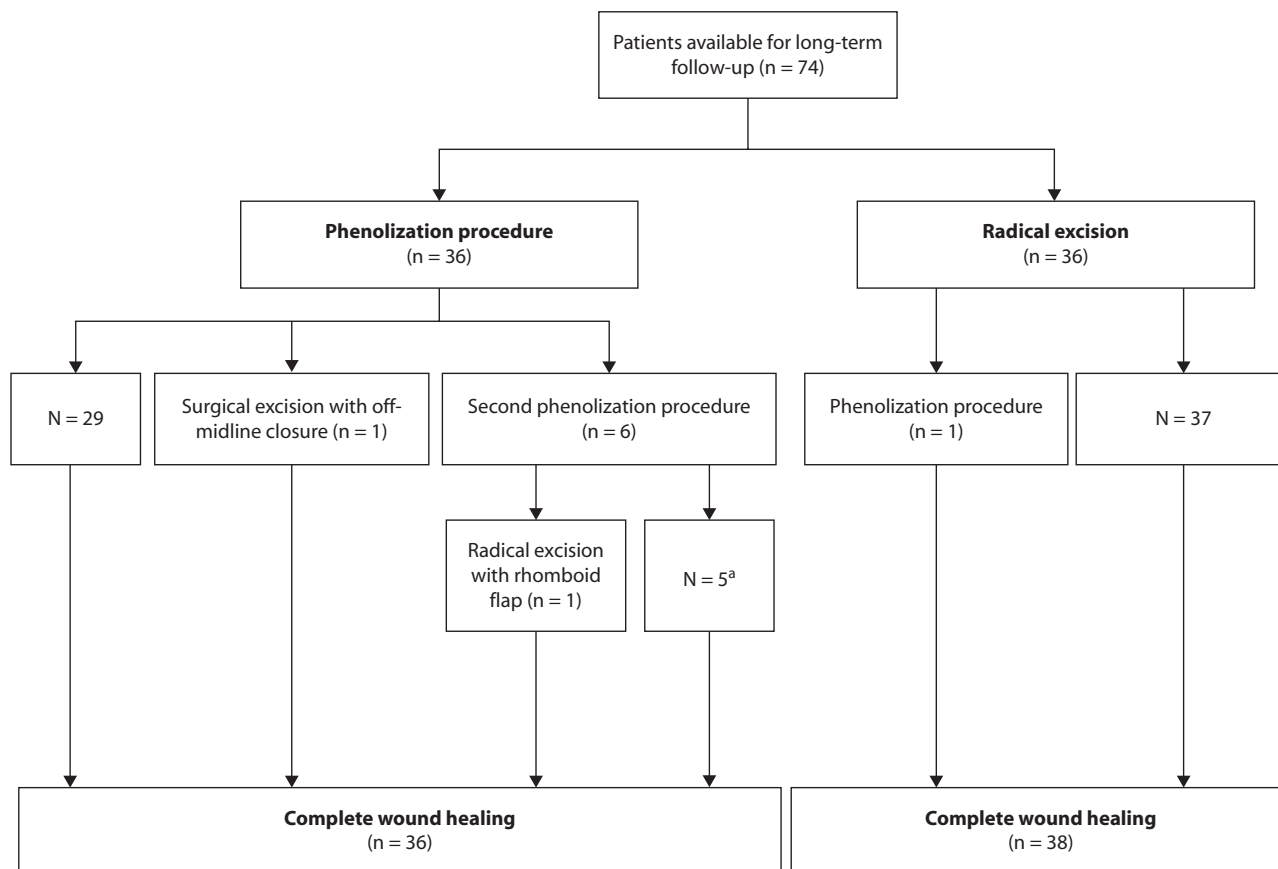 Patients available for long-term
follow-up (n = 74)
Phenolization procedure
(n = 36)
Radical excision
(n = 36)
N = 29
Surgical excision with off-
midline closure (n = 1)
Second phenolization procedure
(n = 6)
Phenolization procedure
(n = 1)
N = 37
Radical excision
with rhomboid
flap (n = 1)
N = 5ᵃ
Complete wound healing
(n = 36)
Complete wound healing
(n = 38)